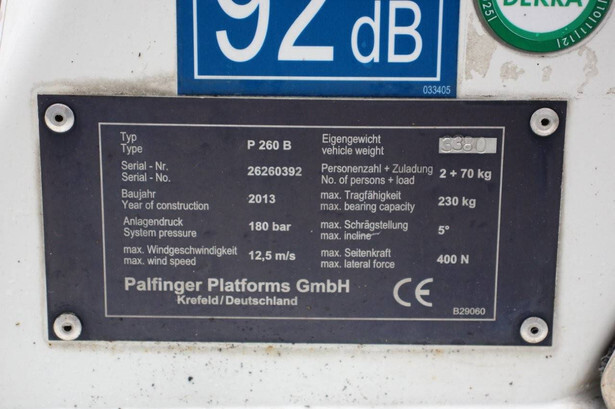 92 dB
033405
DEKRA
Typ
Type
P 260 B
Eigengewicht
vehicle weight
Serial - Nr.
Serial - No.
26260392
Personenzahl + Zuladung
No. of persons + load
2 + 70 kg
Baujahr
Year of construction
2013
max. Tragfähigkeit
max. bearing capacity
230 kg
Anlagendruck
System pressure
180 bar
max. Schrägstellung
max. incline
5°
max. Windgeschwindigkeit
max. wind speed
12,5 m/s
max. Seitenkraft
max. lateral force
400 N
Palfinger Platforms GmbH
Krefeld/Deutschland
CE
B29060